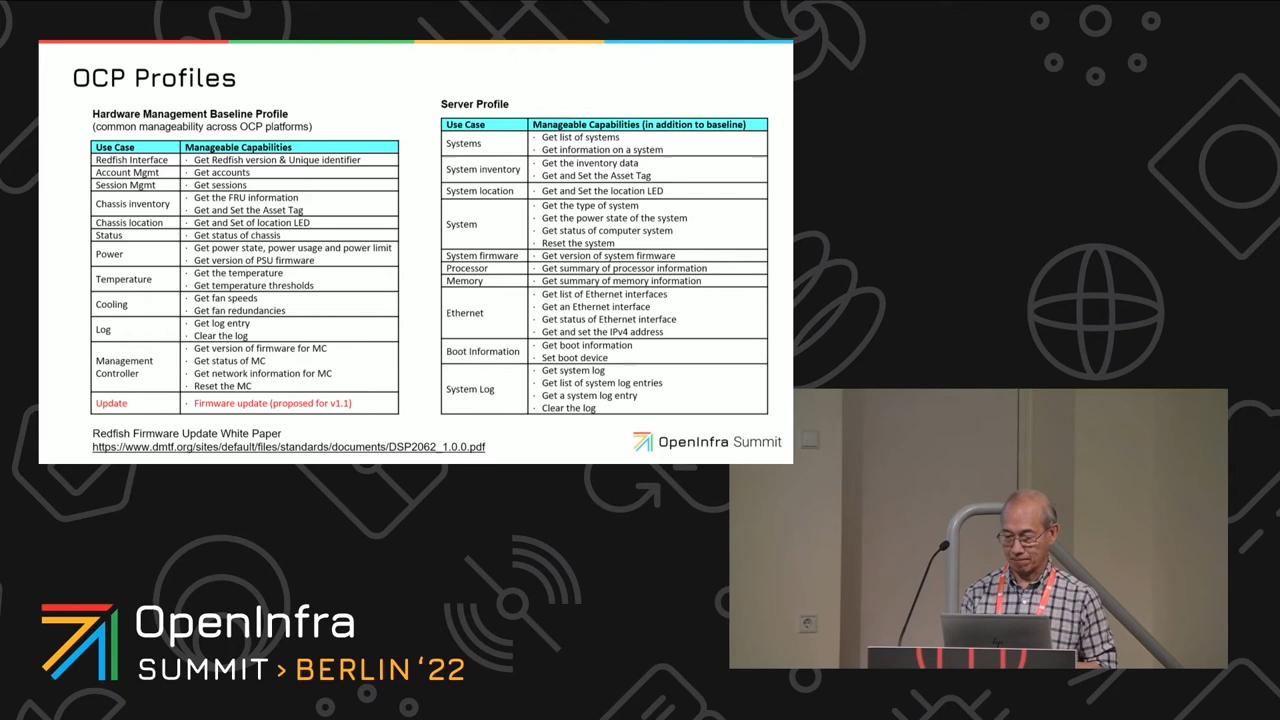 OCP Profiles
Hardware Management Baseline Profile
(common manageability across OCP platforms)
Use Case Manageable Capabilities
Redfish Interface · Get Redfish version & Unique identifier
Account Mgmt · Get accounts
Session Mgmt · Get sessions
Chassis inventory · Get the FRU information
· Get and Set the Asset Tag
Chassis location · Get and Set of location LED
Status · Get status of chassis
Power · Get power state, power usage and power limit
· Get version of PSU firmware
Temperature · Get the temperature
· Get temperature thresholds
Cooling · Get fan speeds
· Get fan redundancies
Log · Get log entry
· Clear the log
Management Controller · Get version of firmware for MC
· Get status of MC
· Get network information for MC
· Reset the MC
Update · Firmware update (proposed for v1.1)
Redfish Firmware Update White Paper
https://www.dmtf.org/sites/default/files/standards/documents/DSP2062_1.0.0.pdf
Server Profile
Use Case Manageable Capabilities (in addition to baseline)
Systems · Get list of systems
· Get information on a system
System inventory · Get the inventory data
· Get and Set the Asset Tag
System location · Get and Set the location LED
System · Get the type of system
· Get the power state of the system
· Get status of computer system
· Reset the system
System firmware · Get version of system firmware
Processor · Get summary of processor information
Memory · Get summary of memory information
Ethernet · Get list of Ethernet interfaces
· Get an Ethernet interface
· Get status of Ethernet interface
· Get and set the IPv4 address
Boot Information · Get boot information
· Set boot device
System Log · Get system log
· Get list of system log entries
· Get a system log entry
· Clear the log
OpenInfra Summit
OpenInfra
SUMMIT > BERLIN ‘22
hp